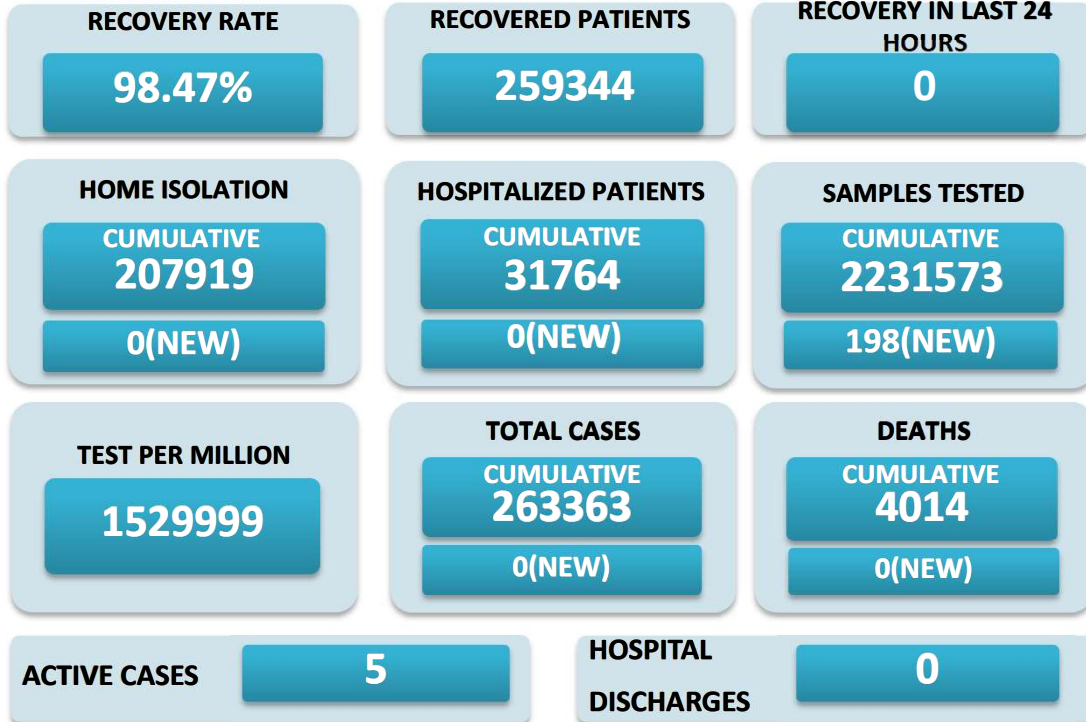 RECOVERY RATE
98.47%
RECOVERED PATIENTS
259344
RECOVERY IN LAST 24
HOURS
0
HOME ISOLATION
CUMULATIVE
207919
0(NEW)
HOSPITALIZED PATIENTS
CUMULATIVE
31764
0(NEW)
SAMPLES TESTED
CUMULATIVE
2231573
198(NEW)
TEST PER MILLION
1529999
TOTAL CASES
CUMULATIVE
263363
0(NEW)
DEATHS
CUMULATIVE
4014
0(NEW)
ACTIVE CASES
5
HOSPITAL
DISCHARGES
0